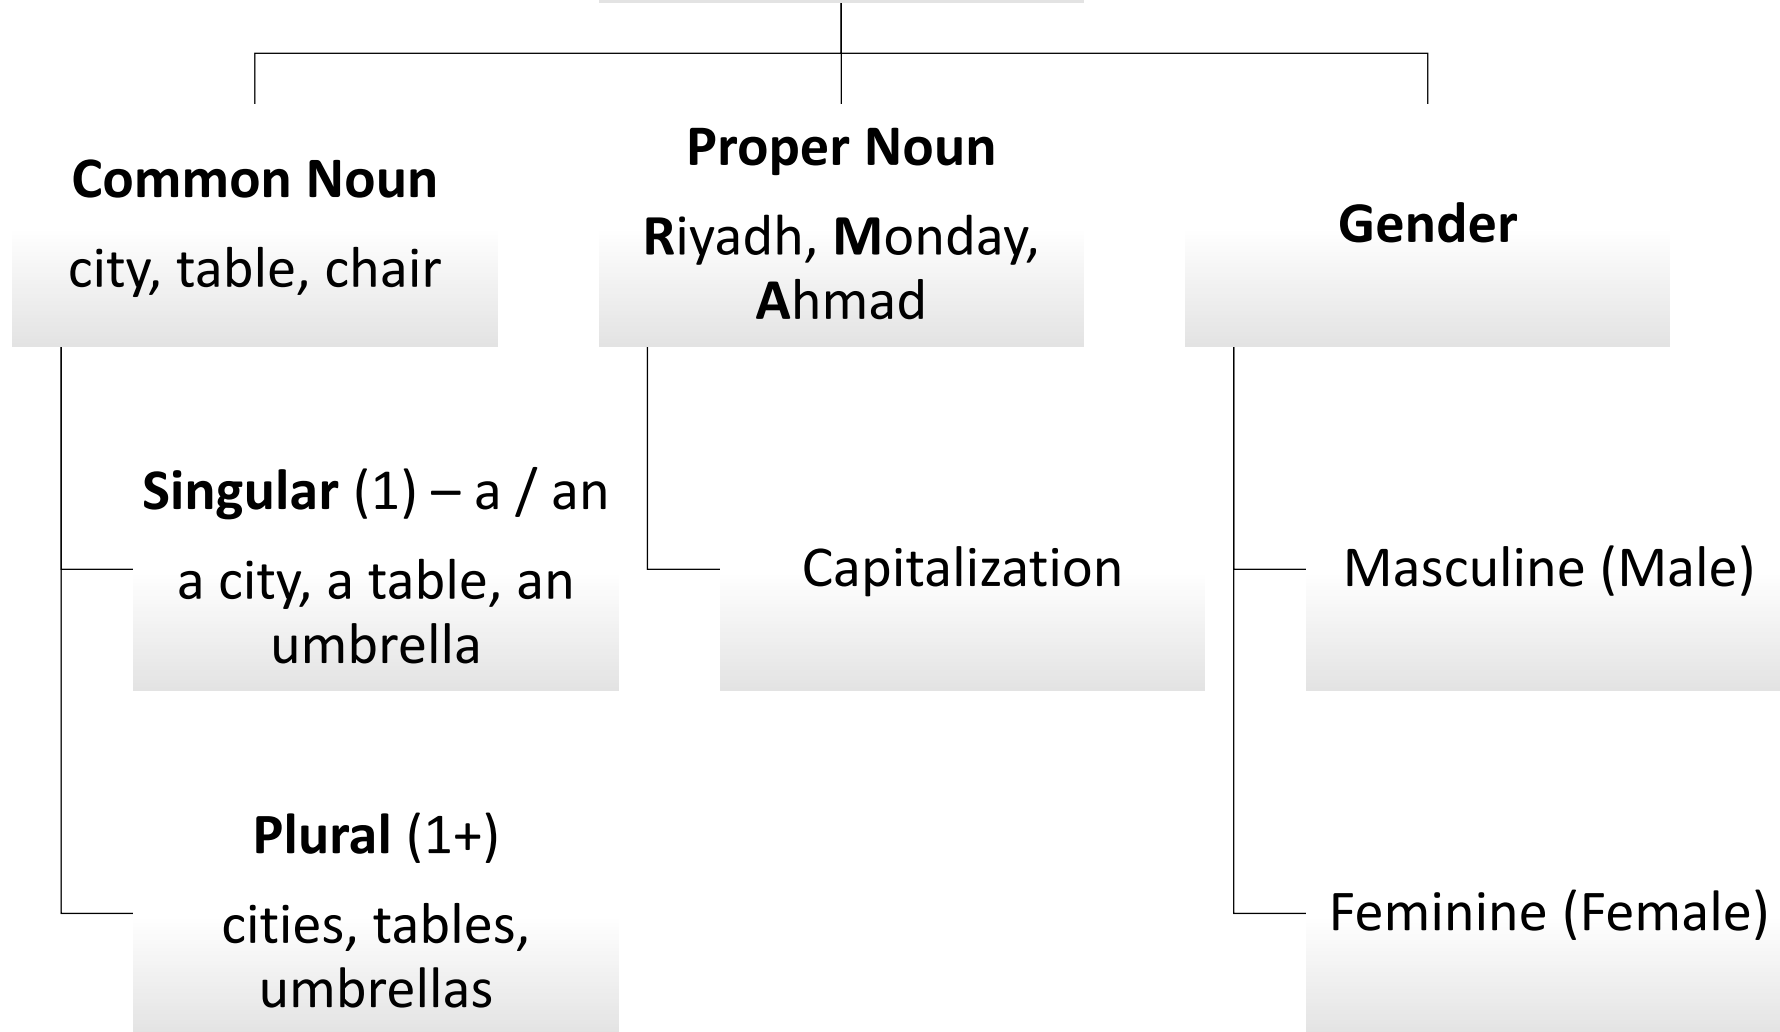 Common Noun
city, table, chair
Singular (1) – a / an
a city, a table, an
umbrella
Plural (1+)
cities, tables,
umbrellas
Proper Noun
Riyadh, Monday,
Ahmad
Capitalization
Gender
Masculine (Male)
Feminine (Female)